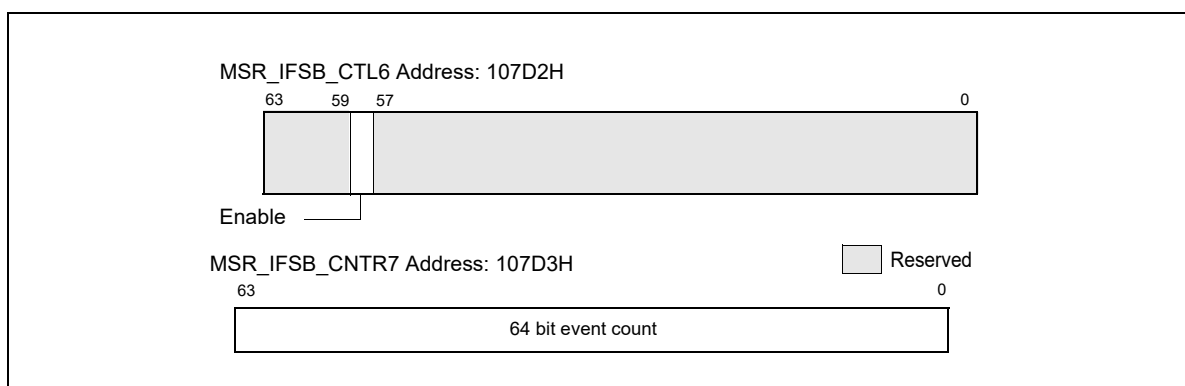 MSR_IFSB_CTL6 Address: 107D2H
63 59 57 0
Enable
MSR_IFSB_CNTR7 Address: 107D3H
Reserved
63 0
64 bit event count